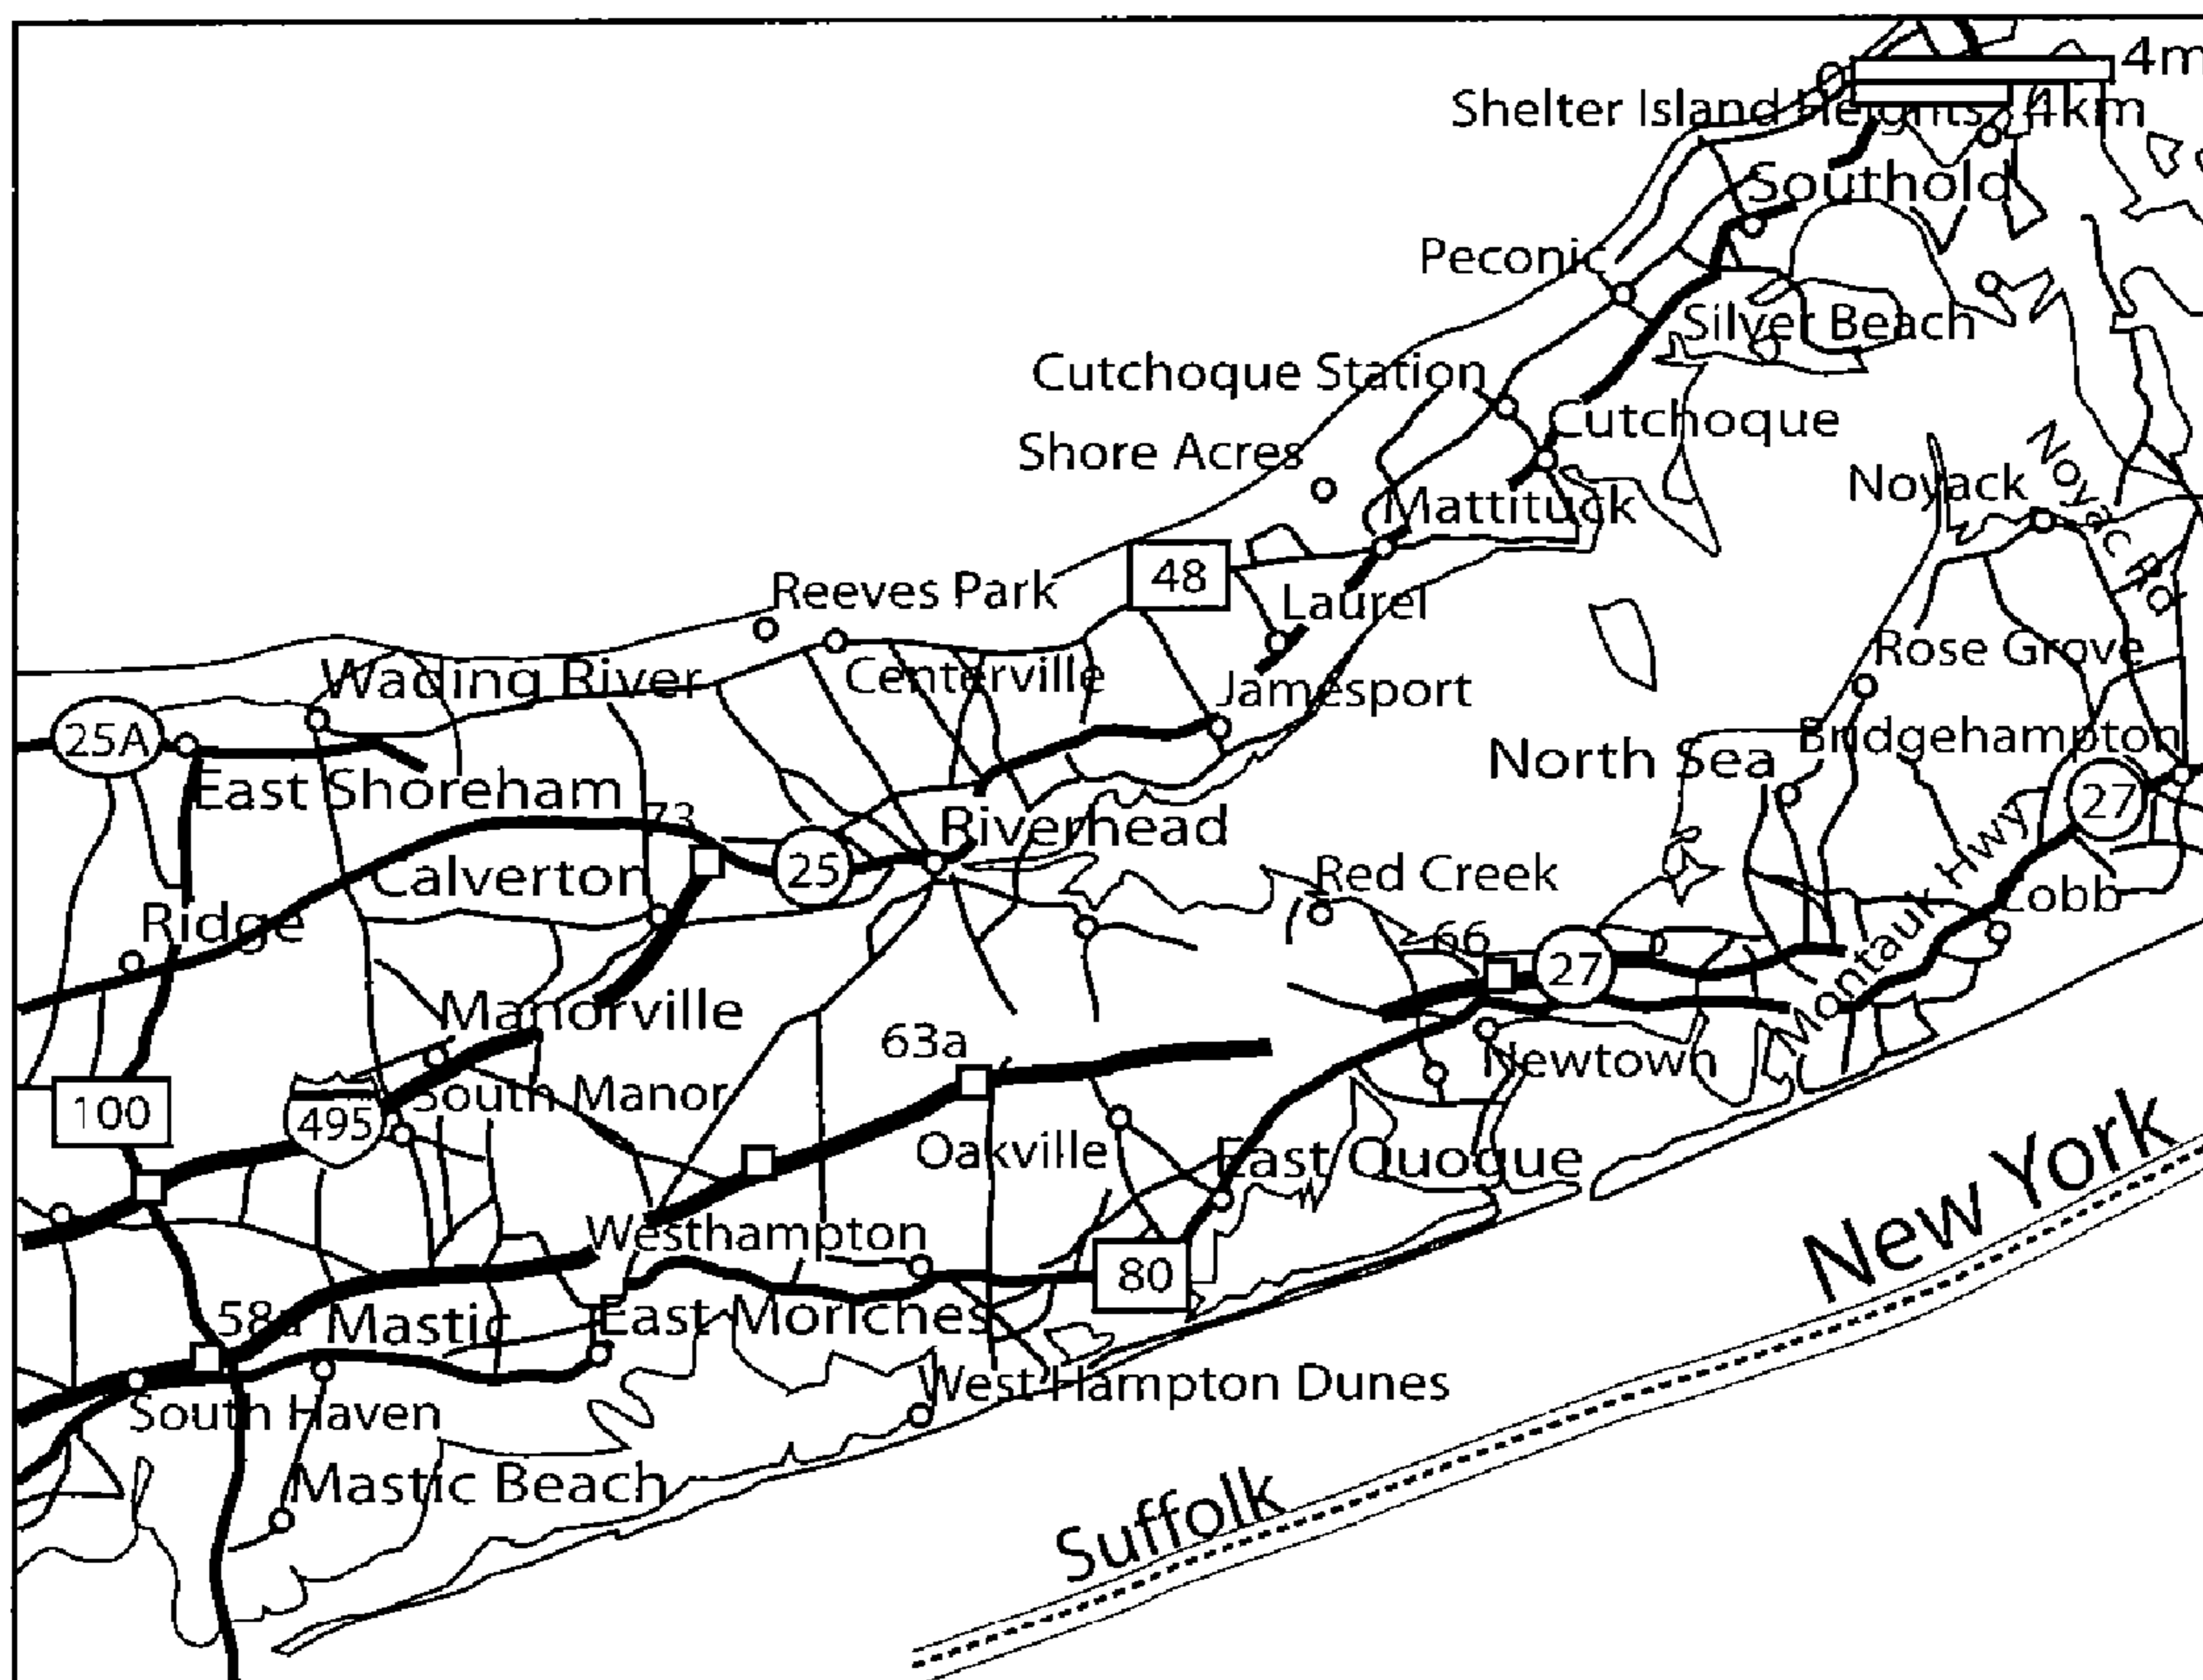 4m
Shelter Island Heights
4km
Southold
Peconic
Silver Beach
Cutchoque Station
Cutchoque
Shore Acres
Noyack
Noyac Rd
Mattituck
48
Reeves Park
Laurel
Rose Grove
Wading River
Centerville
Jamesport
25A
Bridgehampton
North Sea
East Shoreham
27
73
Riverhead
25
Calverton
Red Creek
Montauk Hwy
Cobb
Ridge
66
27
Manorville
63a
Newtown
South Manor
100
495
Oakville
East Quogue
New York
Westhampton
80
58a
Mastic
East Moriches
West Hampton Dunes
South Haven
Mastic Beach
Suffolk